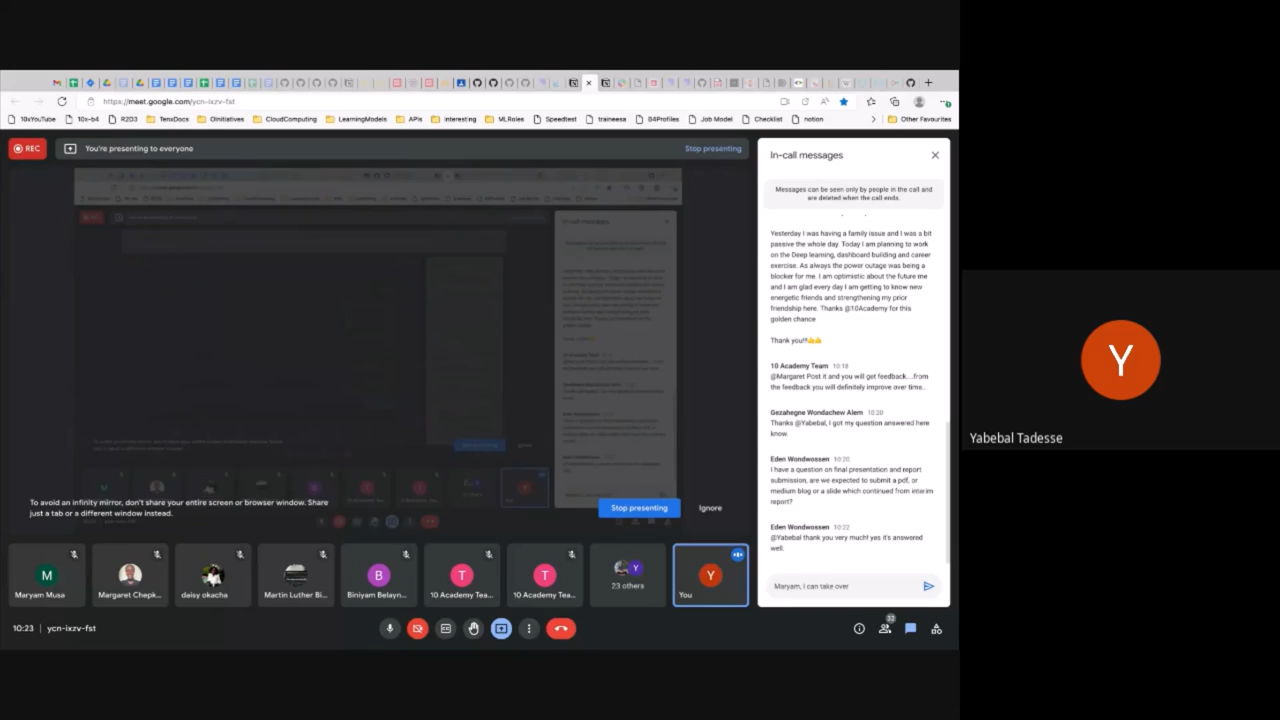 https://meet.google.com/ycn-ixzv-fst
10xYouTube
10x-b4
R2D3
TenxDocs
OInitiatives
CloudComputing
LearningModels
APIs
Interesting
MLRoles
Speedtest
traineesa
B4Profiles
Job Model
Checklist
notion
Other Favourites
REC
You're presenting to everyone
Stop presenting
In-call messages
Messages can be seen only by people in the call and
are deleted when the call ends.
Yesterday I was having a family issue and I was a bit
passive the whole day. Today I am planning to work
on the Deep learning, dashboard building and career
exercise. As always the power outage was being a
blocker for me. I am optimistic about the future me
and I am glad every day I am getting to know new
energetic friends and strengthening my prior
friendship here. Thanks @10Academy for this
golden chance
Thank you!!
10 Academy Team 10:18
@Margaret Post it and you will get feedback....from
the feedback you will definitely improve over time..
Gezahegne Wondachew Alem 10:20
Thanks @Yabebal, I got my question answered here
know.
Eden Wondwossen 10:20
I have a question on final presentation and report
submission, are we expected to submit a pdf, or
medium blog or a slide which continued from interim
report?
Eden Wondwossen 10:22
@Yabebal thank you very much! yes it's answered
well.
Maryam, I can take over
To avoid an infinity mirror, don't share your entire screen or browser window. Share
just a tab or a different window instead.
Stop presenting
Ignore
M
Maryam Musa
Margaret Chepk...
daisy okacha
Martin Luther Bi...
B
Biniyam Belayn...
T
10 Academy Tea...
T
10 Academy Tea...
Y
23 others
Y
You
10:23 | ycn-ixzv-fst
33
Y
Yabebal Tadesse